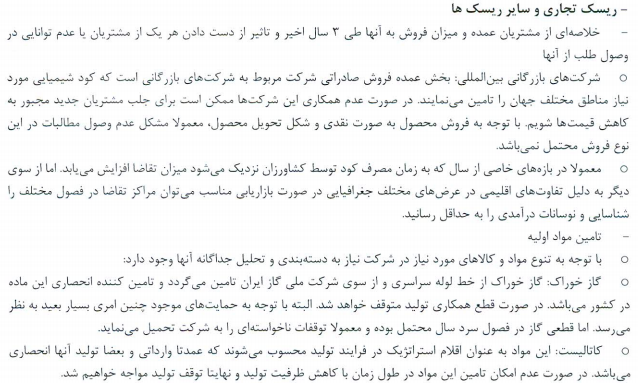 - ریسک تجاری و سایر ریسک ها
- خلاصه‌ای از مشتریان عمده و میزان فروش به آنها طی ۳ سال اخیر و تاثیر از دست دادن هر یک از مشتریان یا عدم توانایی در
وصول طلب از آنها
○ شرکت‌های بازرگانی بین‌المللی: بخش عمده فروش صادراتی شرکت مربوط به شرکت‌های بازرگانی است که کود شیمیایی مورد
نیاز مناطق مختلف جهان را تامین می‌نمایند. در صورت عدم همکاری این شرکت‌ها ممکن است برای جلب مشتریان جدید مجبور به
کاهش قیمت‌ها شویم. با توجه به فروش محصول به صورت نقدی و شکل تحویل محصول، معمولا مشکل عدم وصول مطالبات در این
نوع فروش محتمل نمی‌باشد.
○ معمولا در بازه‌های خاصی از سال که به زمان مصرف کود توسط کشاورزان نزدیک می‌شود میزان تقاضا افزایش می‌یابد. اما از سوی
دیگر به دلیل تفاوت‌های اقلیمی در عرض‌های مختلف جغرافیایی در صورت بازاریابی مناسب می‌توان مراکز تقاضا در فصول مختلف را
شناسایی و نوسانات درآمدی را به حداقل رسانید.
- تامین مواد اولیه
○ با توجه به تنوع مواد و کالاهای مورد نیاز در شرکت نیاز به دسته‌بندی و تحلیل جداگانه آنها وجود دارد:
○ گاز خوراک: گاز خوراک از خط لوله سراسری و از سوی شرکت ملی گاز ایران تامین می‌گردد و تامین کننده انحصاری این ماده
در کشور می‌باشد. در صورت قطع همکاری تولید متوقف خواهد شد. البته با توجه به حمایت‌های موجود چنین امری بسیار بعید به نظر
می‌رسد. اما قطعی گاز در فصول سرد سال محتمل بوده و معمولا توقفات ناخواسته‌ای را به شرکت تحمیل می‌نماید.
○ کاتالیست: این مواد به عنوان اقلام استراتژیک در فرایند تولید محسوب می‌شوند که عمدتا وارداتی و بعضا تولید آنها انحصاری
می‌باشد. در صورت عدم امکان تامین این مواد در طول زمان با کاهش ظرفیت تولید و نهایتا توقف تولید مواجه خواهیم شد.